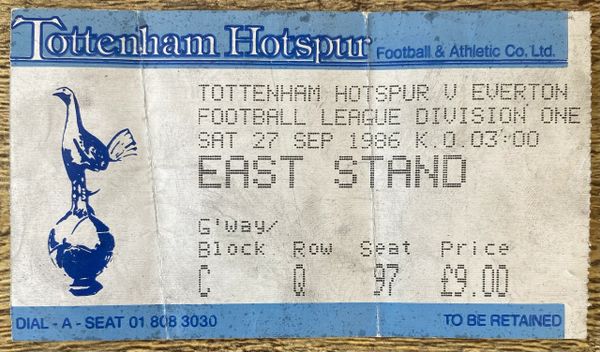 Tottenham Hotspur Football & Athletic Co. Ltd.
TOTTENHAM HOTSPUR V EVERTON
FOOTBALL LEAGUE DIVISION ONE
SAT 27 SEP 1986 K.O.03:00
EAST STAND
G'way/
Block Row Seat Price
C Q 97 £9.00
DIAL - A - SEAT 01 808 3030 TO BE RETAINED